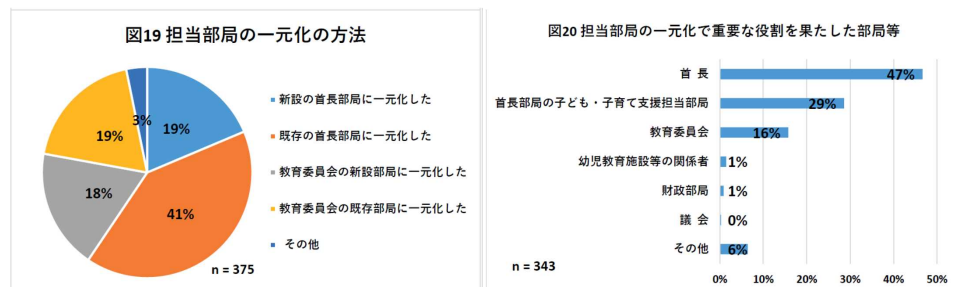 図19 担当部局の一元化の方法
3%
19%
19%
18%
41%
新設の首長部局に一元化した
既存の首長部局に一元化した
教育委員会の新設部局に一元化した
教育委員会の既存部局に一元化した
その他
n = 375
図20 担当部局の一元化で重要な役割を果たした部局等
首 長 47%
首長部局の子ども・子育て支援担当部局 29%
教育委員会 16%
幼児教育施設等の関係者 1%
財政部局 1%
議 会 0%
その他 6%
n = 343
0% 10% 20% 30% 40% 50%